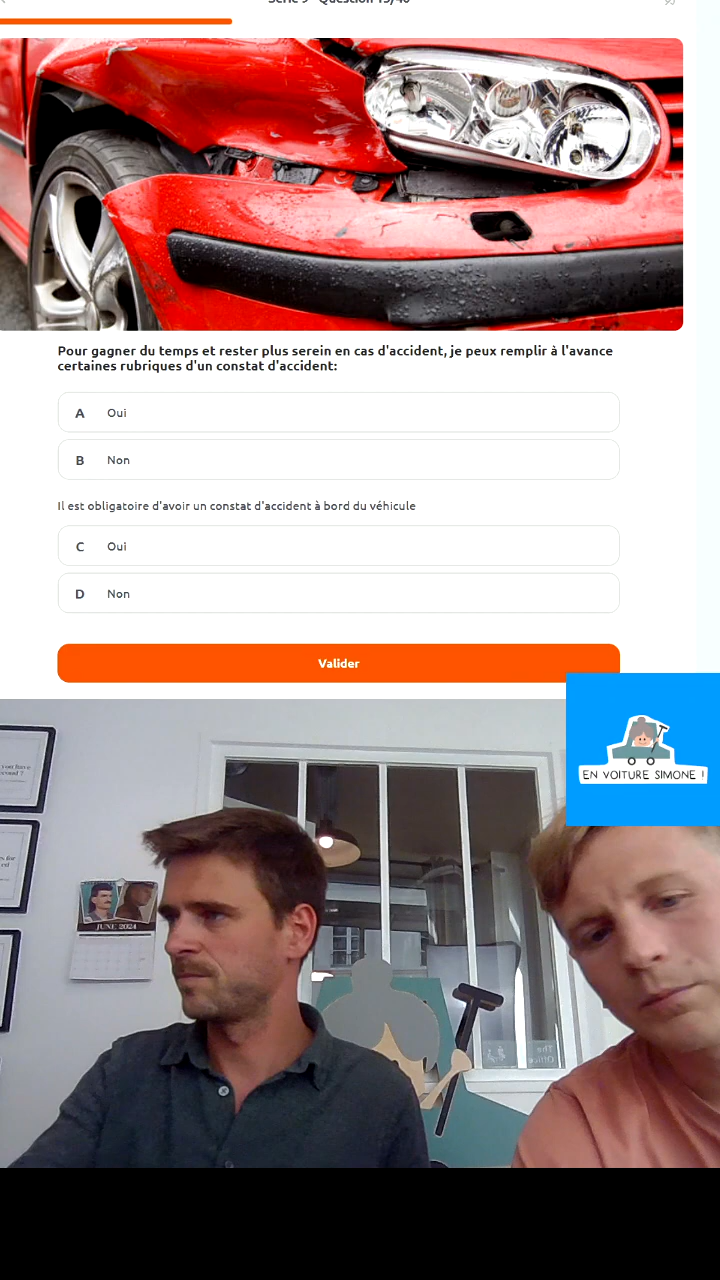 Pour gagner du temps et rester plus serein en cas d'accident, je peux remplir à l'avance
certaines rubriques d'un constat d'accident:
A Oui
B Non
Il est obligatoire d'avoir un constat d'accident à bord du véhicule
C Oui
D Non
Valider
EN VOITURE SIMONE !
JUNE 2024
The
Office